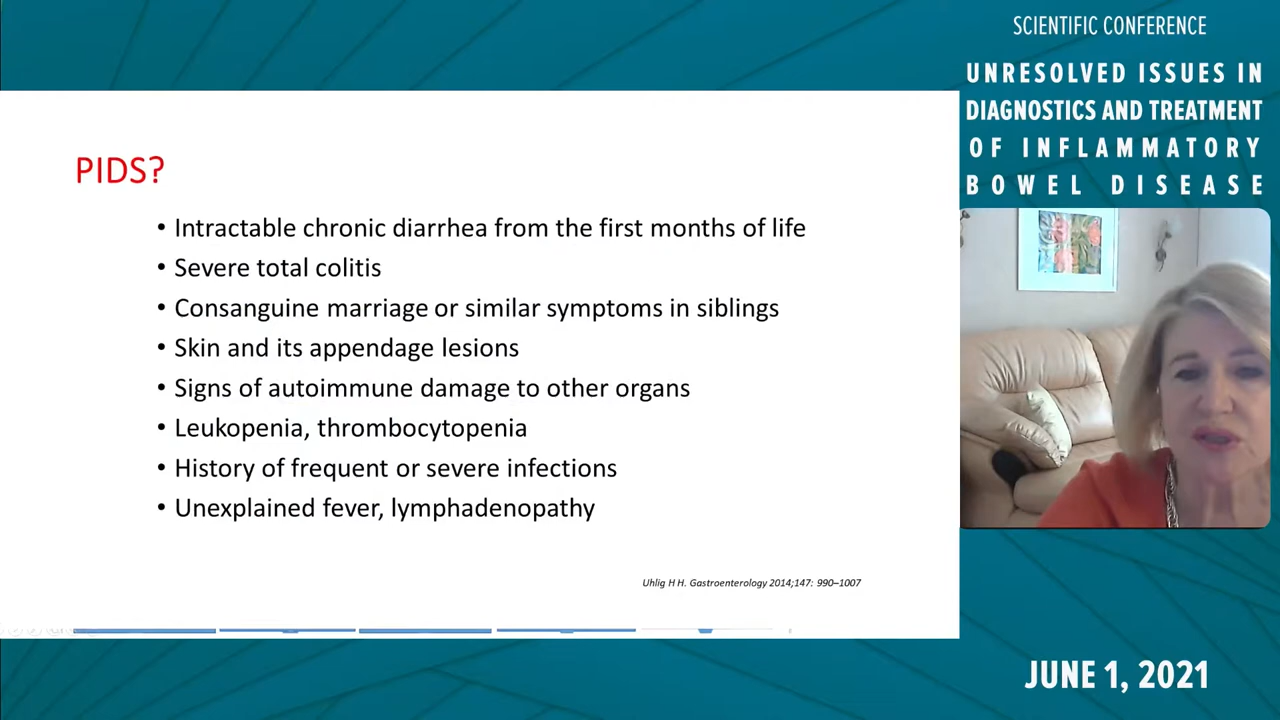 SCIENTIFIC CONFERENCE
UNRESOLVED ISSUES IN
DIAGNOSTICS AND TREATMENT
OF INFLAMMATORY
BOWEL DISEASE
PIDS?
• Intractable chronic diarrhea from the first months of life
• Severe total colitis
• Consanguine marriage or similar symptoms in siblings
• Skin and its appendage lesions
• Signs of autoimmune damage to other organs
• Leukopenia, thrombocytopenia
• History of frequent or severe infections
• Unexplained fever, lymphadenopathy
Uhlig H H. Gastroenterology 2014;147: 990–1007
JUNE 1, 2021